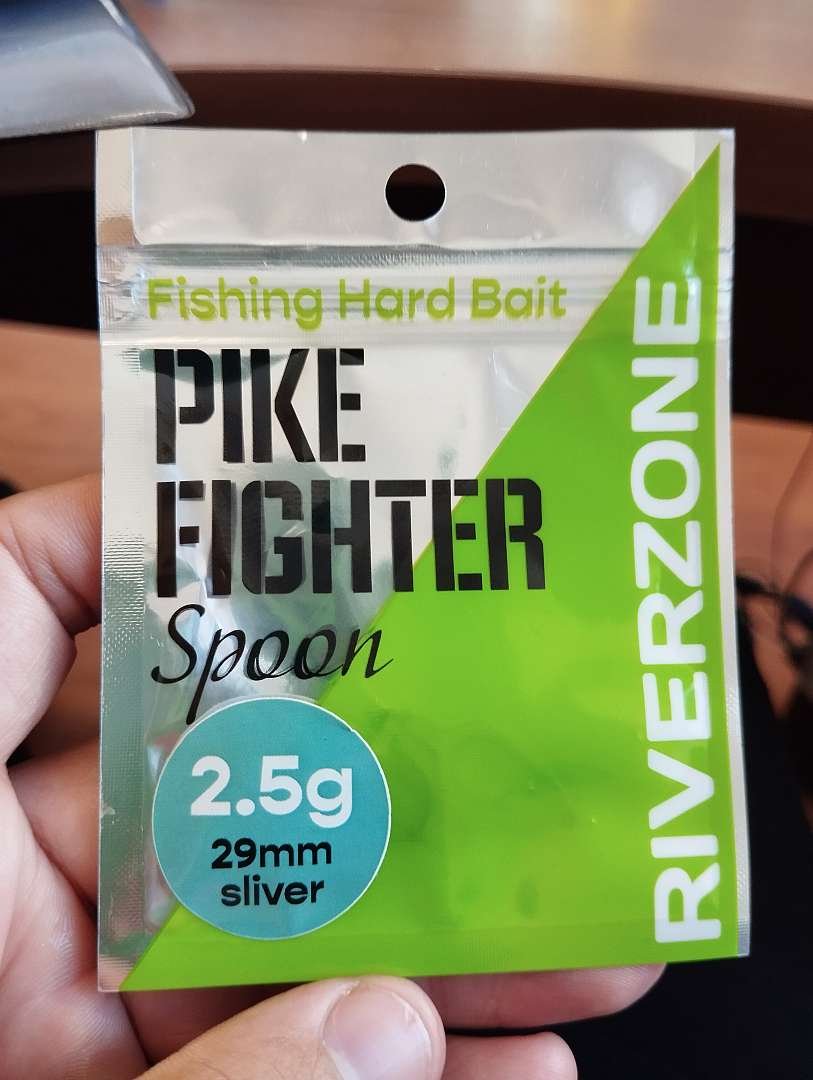 Fishing Hard Bait
PIKE
FIGHTER
Spoon
2.5g
29mm
sliver
RIVERZONE